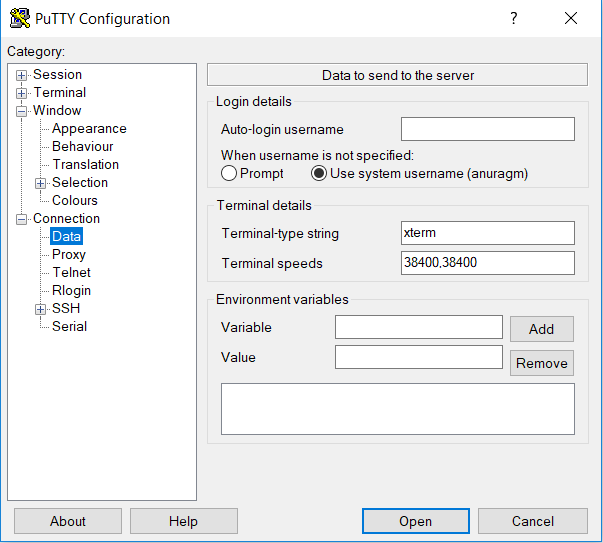 PuTTY Configuration
?
Category:
Session
Terminal
Window
Appearance
Behaviour
Translation
Selection
Colours
Connection
Data
Proxy
Telnet
Rlogin
SSH
Serial
Data to send to the server
Login details
Auto-login username
When username is not specified:
Prompt Use system username (anuragm)
Terminal details
Terminal-type string xterm
Terminal speeds 38400,38400
Environment variables
Variable Add
Value Remove
About Help Open Cancel